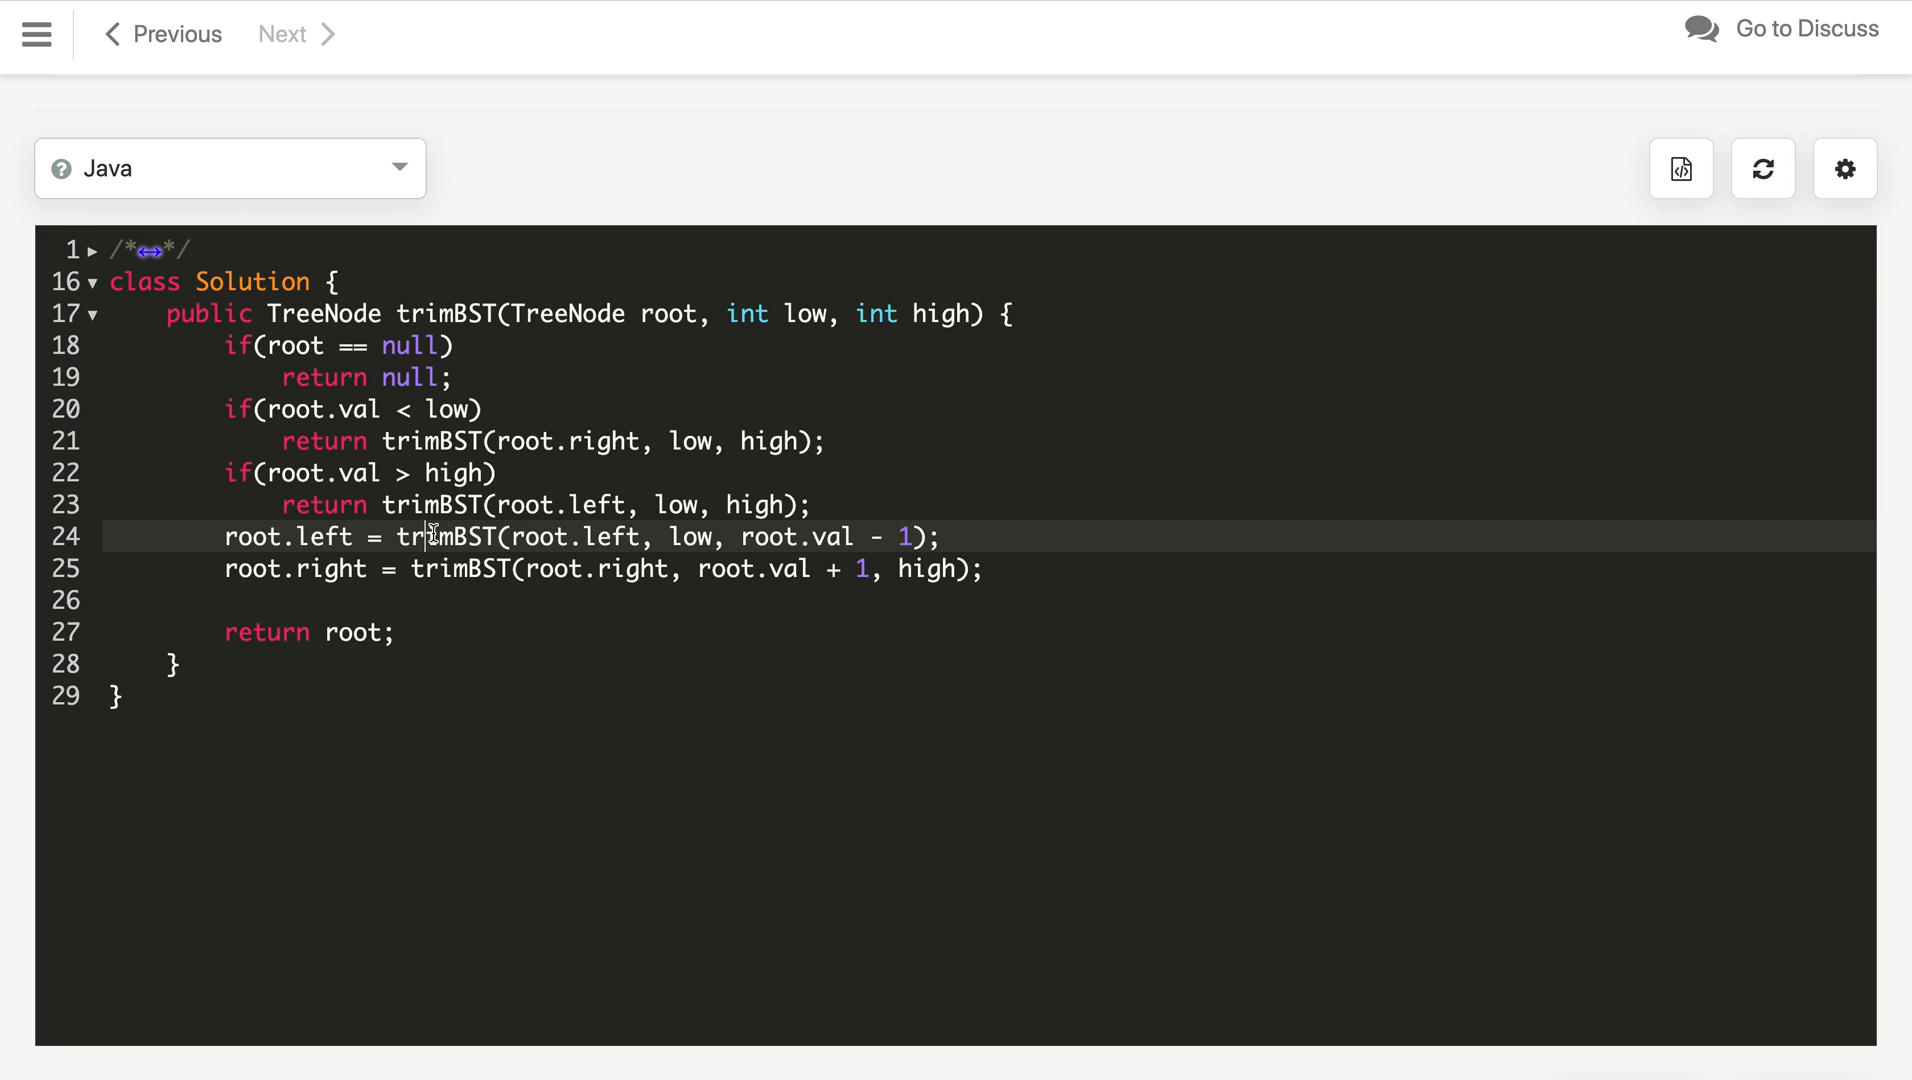 Previous Next Go to Discuss
Java
1 /*↔*/
16 class Solution {
17     public TreeNode trimBST(TreeNode root, int low, int high) {
18         if(root == null)
19             return null;
20         if(root.val < low)
21             return trimBST(root.right, low, high);
22         if(root.val > high)
23             return trimBST(root.left, low, high);
24         root.left = trimBST(root.left, low, root.val - 1);
25         root.right = trimBST(root.right, root.val + 1, high);
26
27         return root;
28     }
29 }